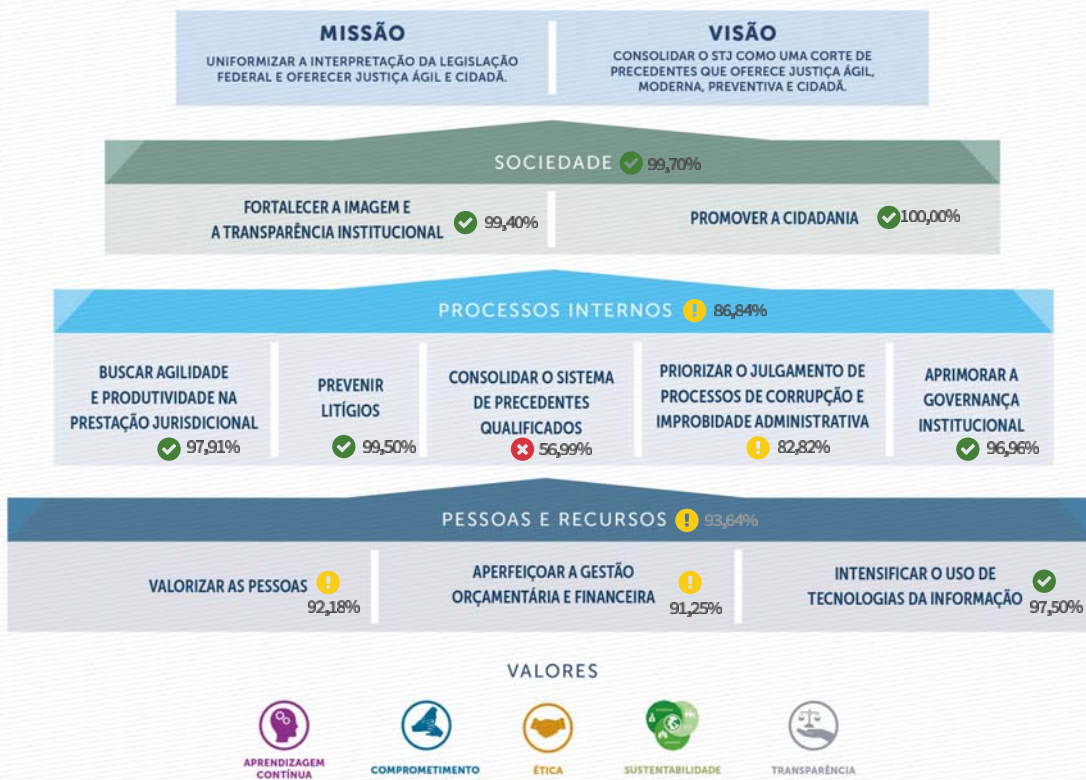 MISSÃO
UNIFORMIZAR A INTERPRETAÇÃO DA LEGISLAÇÃO
FEDERAL E OFERECER JUSTIÇA ÁGIL E CIDADÃ.
VISÃO
CONSOLIDAR O STJ COMO UMA CORTE DE
PRECEDENTES QUE OFERECE JUSTIÇA ÁGIL,
MODERNA, PREVENTIVA E CIDADÃ.
SOCIEDADE 99,70%
FORTALECER A IMAGEM E
A TRANSPARÊNCIA INSTITUCIONAL 99,40%
PROMOVER A CIDADANIA 100,00%
PROCESSOS INTERNOS 86,84%
BUSCAR AGILIDADE
E PRODUTIVIDADE NA
PRESTAÇÃO JURISDICIONAL
97,91%
PREVENIR
LITÍGIOS
99,50%
CONSOLIDAR O SISTEMA
DE PRECEDENTES
QUALIFICADOS
56,99%
PRIORIZAR O JULGAMENTO DE
PROCESSOS DE CORRUPÇÃO E
IMPROBIDADE ADMINISTRATIVA
82,82%
APRIMORAR A
GOVERNANÇA
INSTITUCIONAL
96,96%
PESSOAS E RECURSOS 93,64%
VALORIZAR AS PESSOAS
92,18%
APERFEIÇOAR A GESTÃO
ORÇAMENTÁRIA E FINANCEIRA
91,25%
INTENSIFICAR O USO DE
TECNOLOGIAS DA INFORMAÇÃO
97,50%
VALORES
APRENDIZAGEM
CONTÍNUA
COMPROMETIMENTO
ÉTICA
SUSTENTABILIDADE
TRANSPARÊNCIA